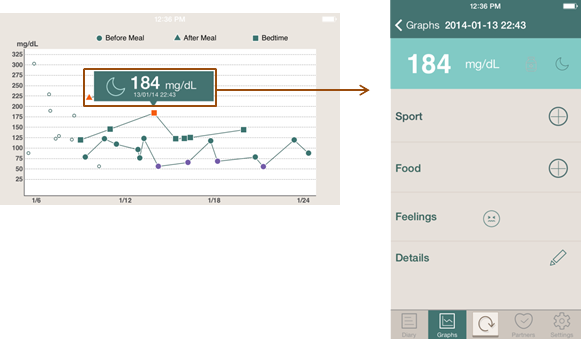 12:36 PM
mg/dL
Before Meal After Meal Bedtime
325
300
275
250
225
200
175
150
125
100
75
50
25
184 mg/dL
13/01/14 22:43
1/6 1/12 1/18 1/24
12:36 PM
Graphs 2014-01-13 22:43
184 mg/dL
Sport
Food
Feelings
Details
Diary Graphs Partners Settings